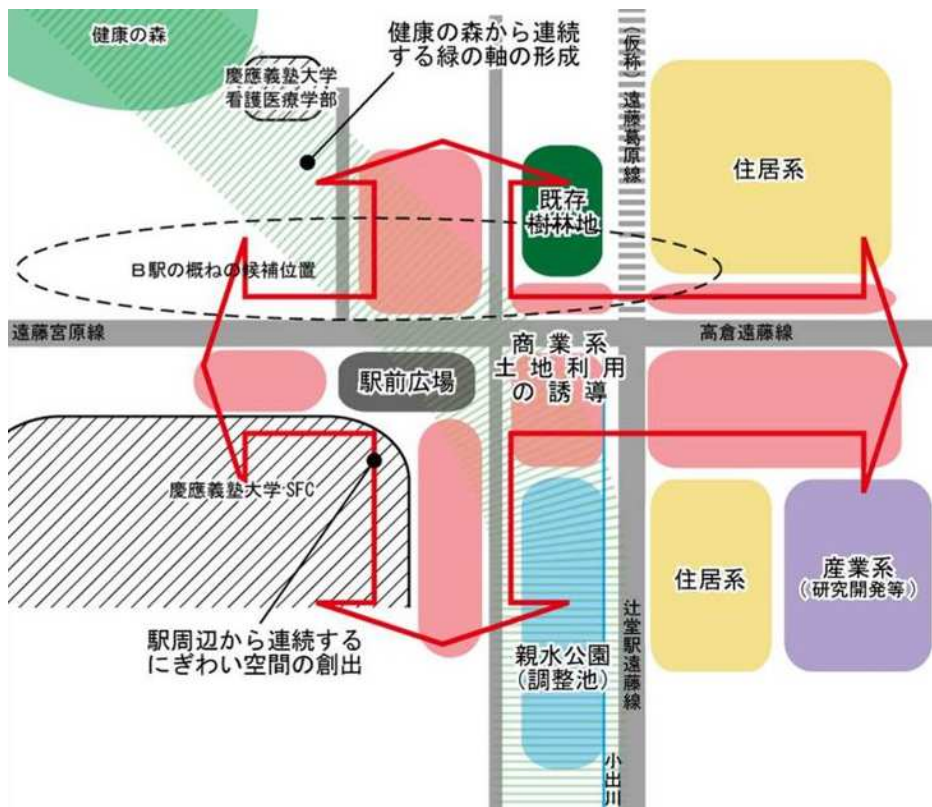 健康の森
慶應義塾大学
看護医療学部
健康の森から連続
する緑の軸の形成
（仮称）遠藤葛原線
住居系
既存
樹林地
B駅の概ねの候補位置
遠藤宮原線
高倉遠藤線
商業系
土地利用
の誘導
駅前広場
慶應義塾大学SFC
住居系
産業系
（研究開発等）
駅周辺から連続する
にぎわい空間の創出
親水公園
（調整池）
辻堂駅遠藤線
小出川